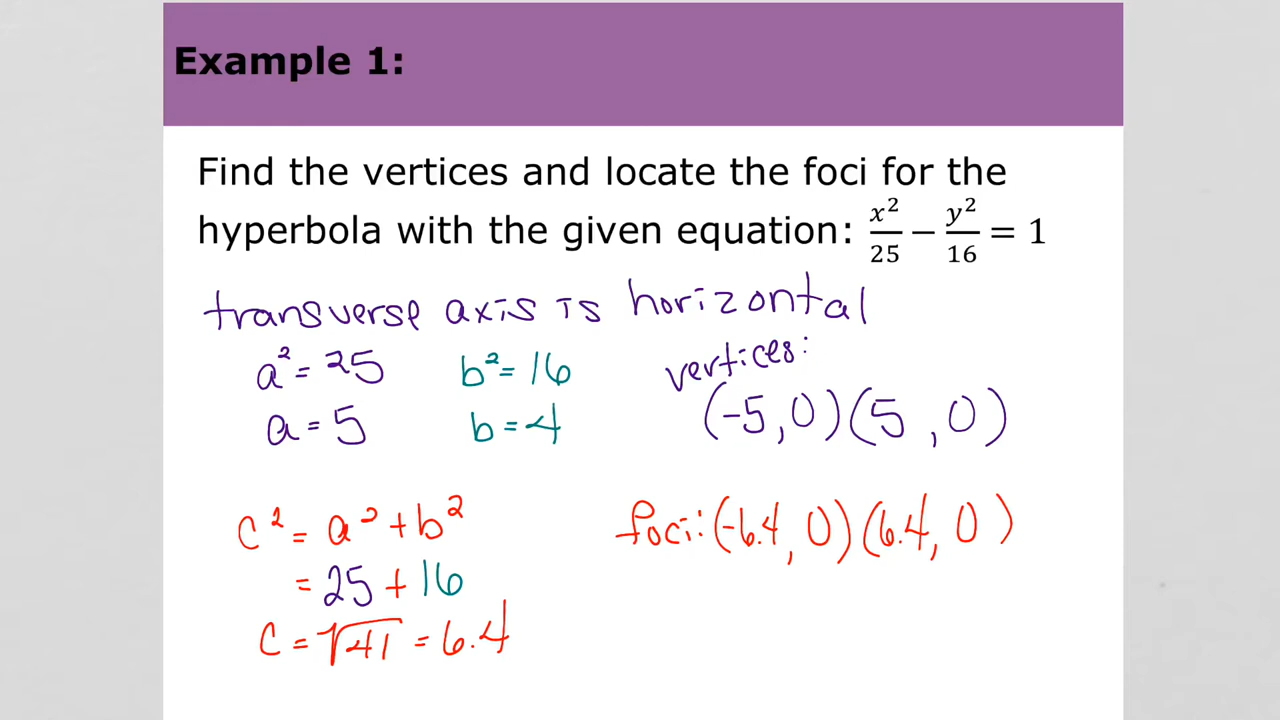 Example 1:
Find the vertices and locate the foci for the
hyperbola with the given equation: x²/25 − y²/16 = 1
transverse axis is horizontal
a² = 25 b² = 16 vertices:
a = 5 b = 4 (-5, 0) (5, 0)
c² = a² + b² foci: (-6.4, 0) (6.4, 0)
= 25 + 16
c = √41 = 6.4